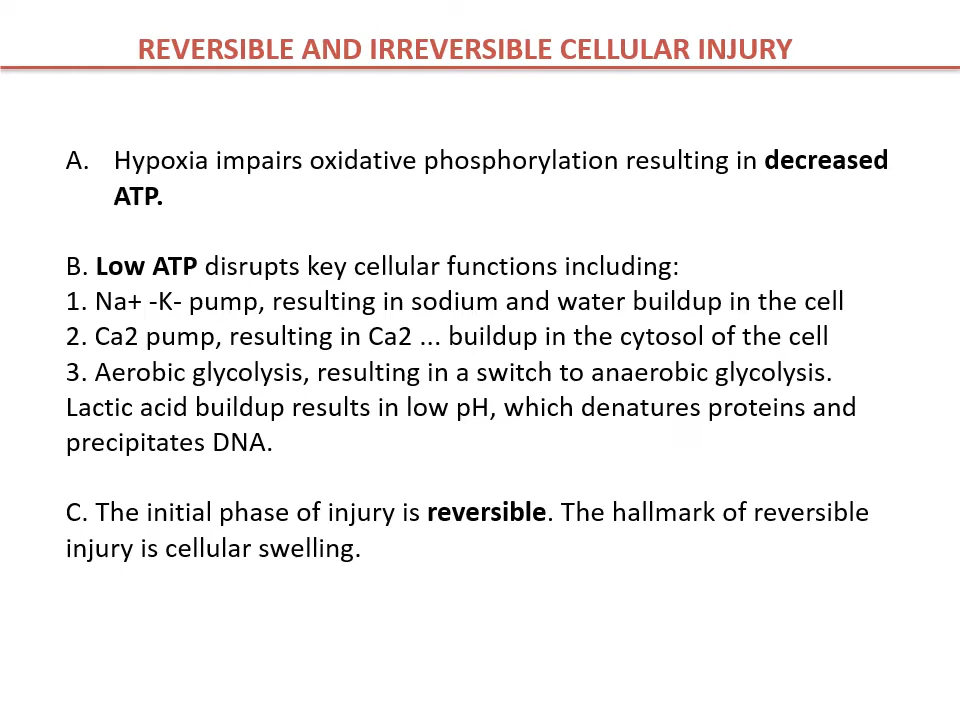 REVERSIBLE AND IRREVERSIBLE CELLULAR INJURY
A. Hypoxia impairs oxidative phosphorylation resulting in decreased
ATP.
B. Low ATP disrupts key cellular functions including:
1. Na+ -K- pump, resulting in sodium and water buildup in the cell
2. Ca2 pump, resulting in Ca2 ... buildup in the cytosol of the cell
3. Aerobic glycolysis, resulting in a switch to anaerobic glycolysis.
Lactic acid buildup results in low pH, which denatures proteins and
precipitates DNA.
C. The initial phase of injury is reversible. The hallmark of reversible
injury is cellular swelling.